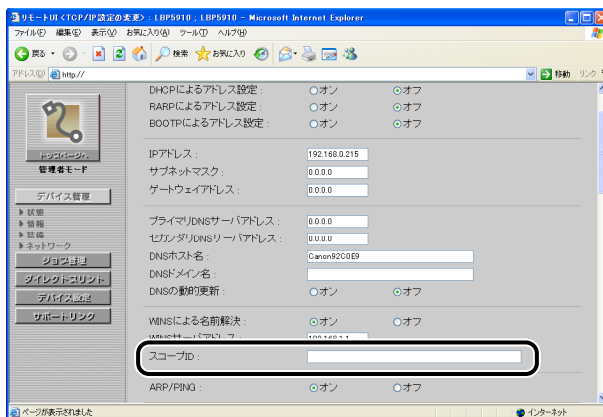 リモートUI <TCP/IP設定の変更> : LBP5910 ; LBP5910 - Microsoft Internet Explorer
ファイル(F) 編集(E) 表示(V) お気に入り(A) ツール(T) ヘルプ(H)
戻る 検索 お気に入り
アドレス(D) http:// 移動 リンク
DHCPによるアドレス設定 : オン オフ
RARPによるアドレス設定 : オン オフ
BOOTPによるアドレス設定 : オン オフ
トップページへ
管理者モード
IPアドレス : 192.168.0.215
サブネットマスク : 0.0.0.0
ゲートウェイアドレス : 0.0.0.0
デバイス管理
状態
情報
ネットワーク
ジョブ管理
ダイレクトプリント
デバイス設定
サポートリンク
プライマリDNSサーバアドレス : 0.0.0.0
セカンダリDNSサーバアドレス : 0.0.0.0
DNSホスト名 : Canon92C0E9
DNSドメイン名 :
DNSの動的更新 : オン オフ
WINSによる名前解決 : オン オフ
WINSサーバアドレス : 192.168.1.1
スコープID :
ARP/PING : オン オフ
ページが表示されました インターネット